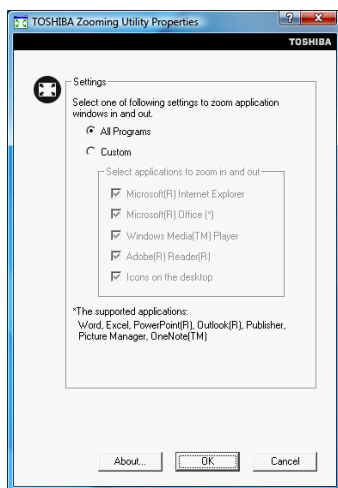 TOSHIBA Zooming Utility Properties
TOSHIBA
Settings
Select one of following settings to zoom application
windows in and out.
All Programs
Custom
Select applications to zoom in and out
Microsoft(R) Internet Explorer
Microsoft(R) Office (*)
Windows Media(TM) Player
Adobe(R) Reader(R)
Icons on the desktop
*The supported applications:
Word, Excel, PowerPoint(R), Outlook(R), Publisher,
Picture Manager, OneNote(TM)
About... OK Cancel